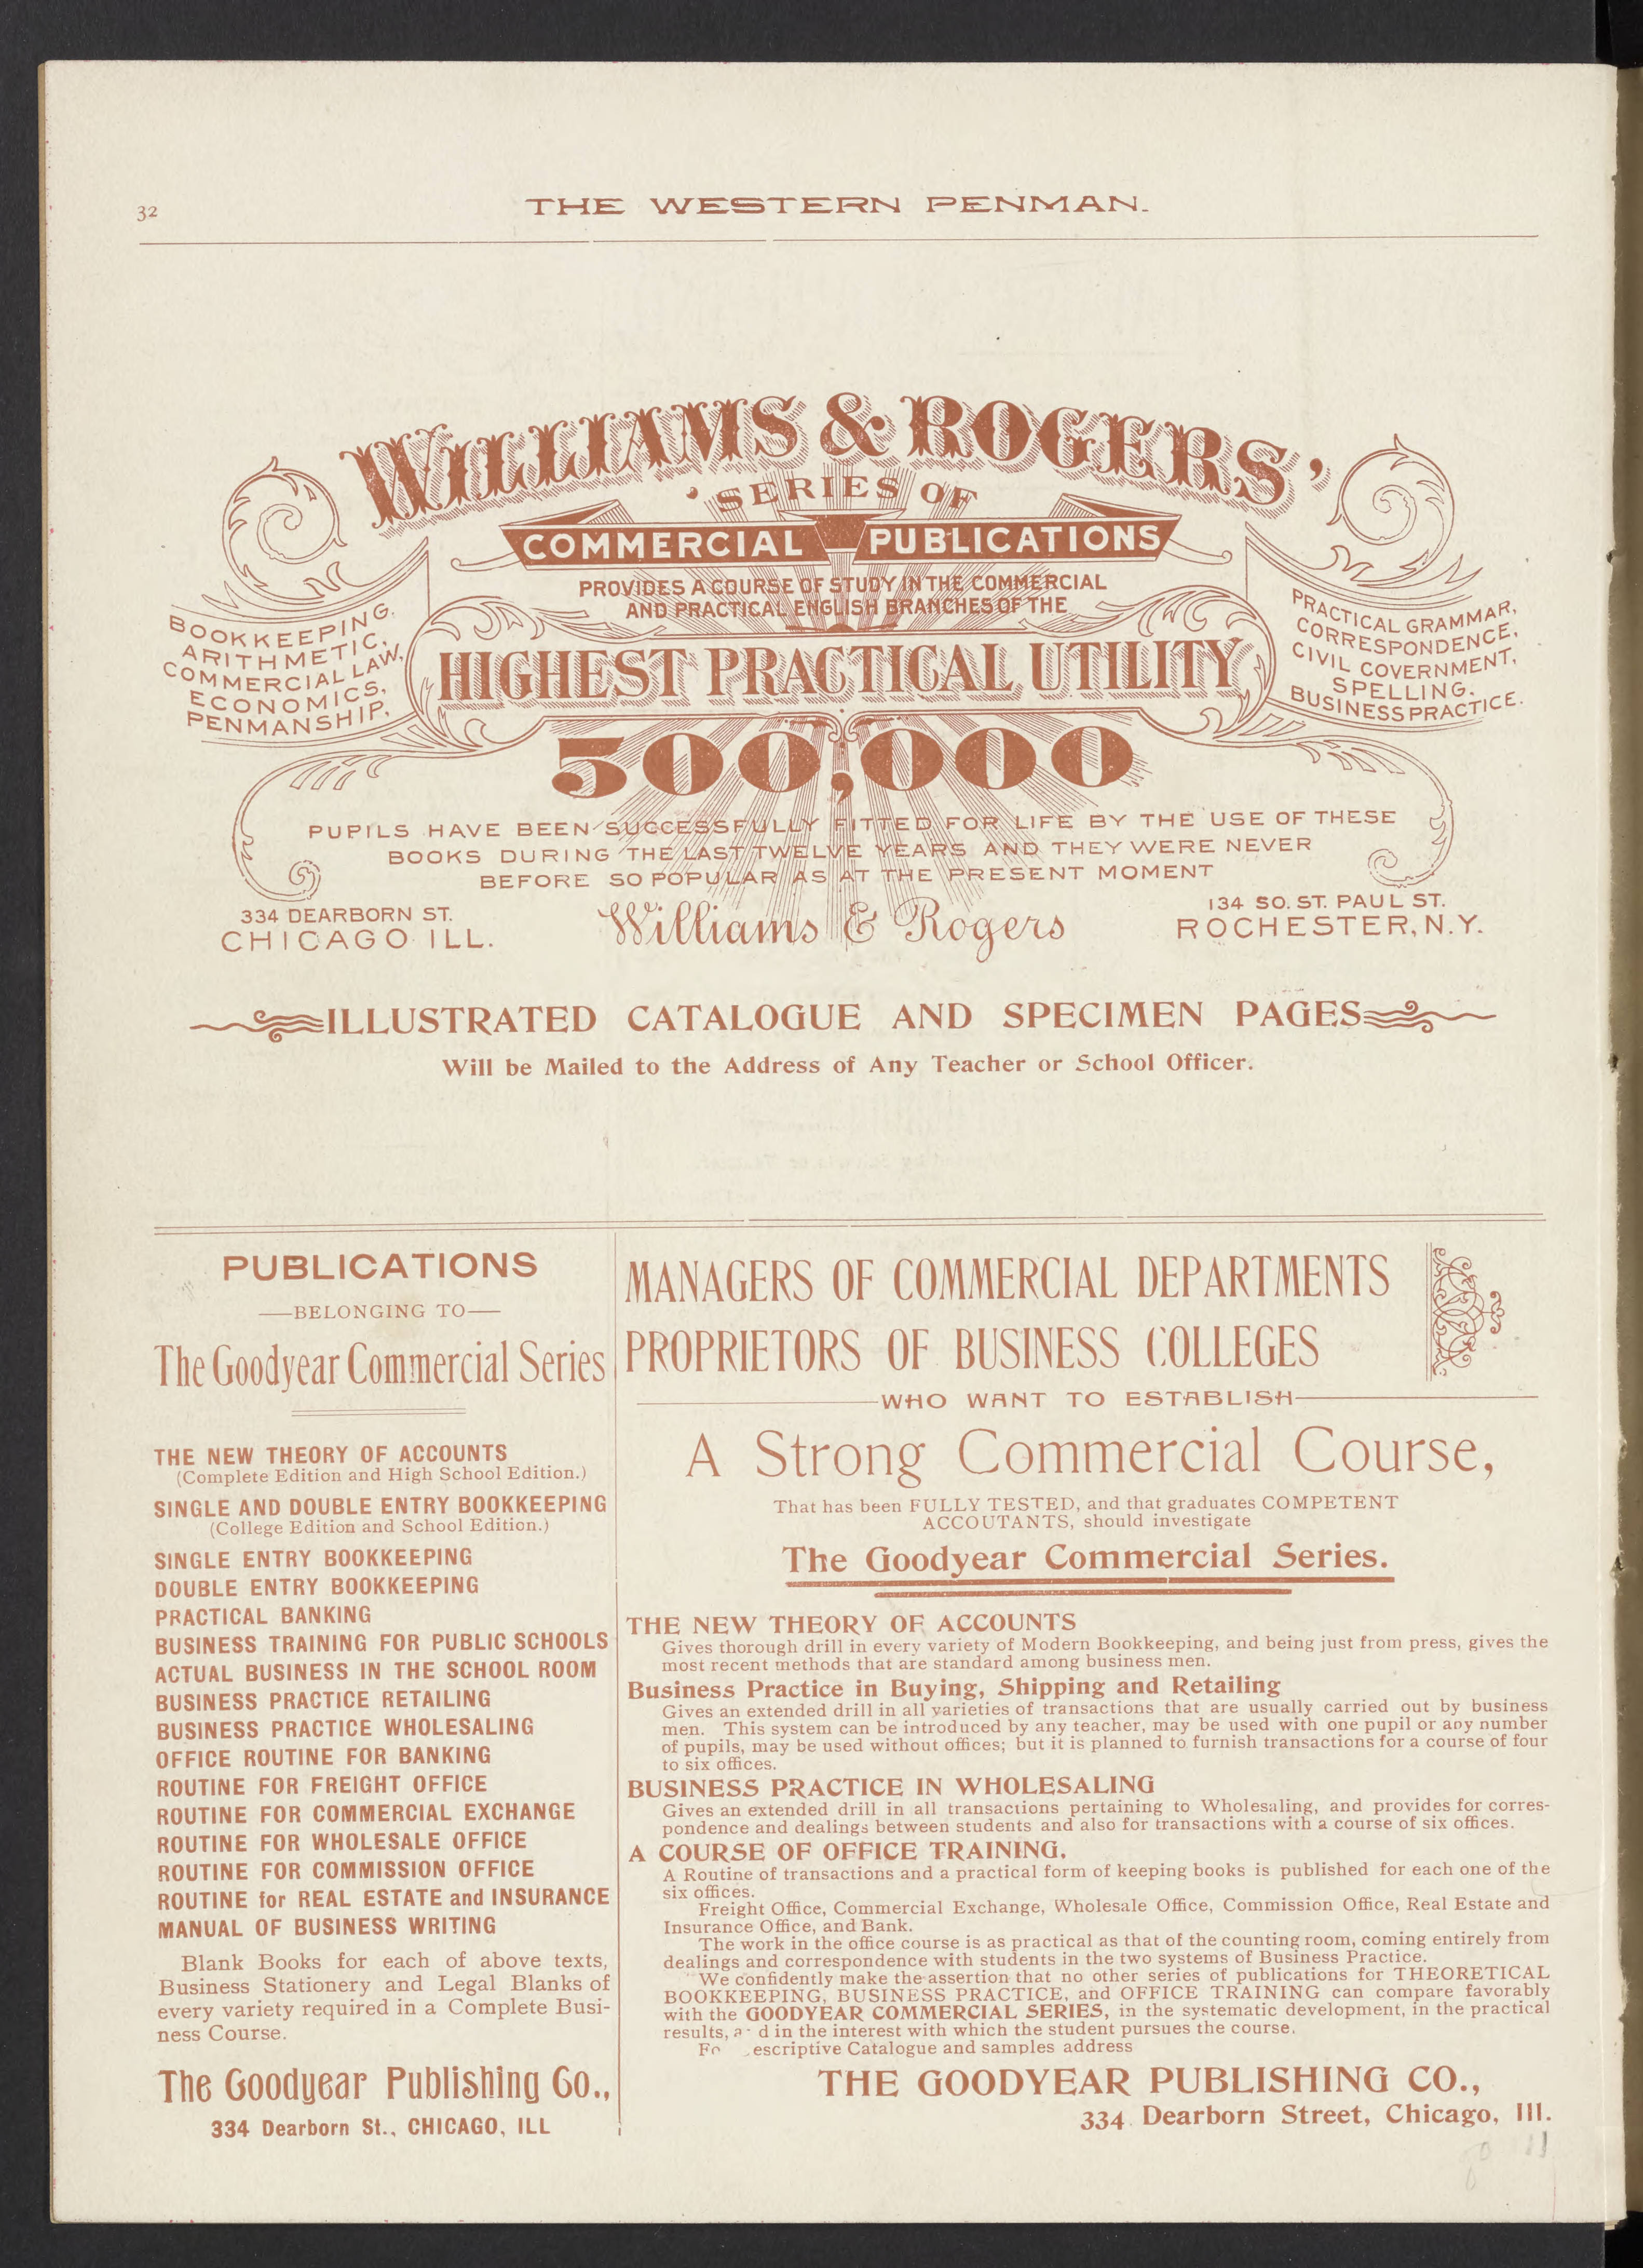 32
THE WESTERN PENMAN.
WILLIAMS & ROGERS'
SERIES OF
COMMERCIAL PUBLICATIONS
PROVIDES A COURSE OF STUDY IN THE COMMERCIAL
AND PRACTICAL ENGLISH BRANCHES OF THE
BOOKKEEPING.
ARITHMETIC,
COMMERCIAL LAW,
ECONOMICS,
PENMANSHIP,
HIGHEST PRACTICAL UTILITY
PRACTICAL GRAMMAR,
CORRESPONDENCE,
CIVIL GOVERNMENT,
SPELLING.
BUSINESS PRACTICE.
500,000
PUPILS HAVE BEEN SUCCESSFULLY FITTED FOR LIFE BY THE USE OF THESE
BOOKS DURING THE LAST TWELVE YEARS AND THEY WERE NEVER
BEFORE SO POPULAR AS AT THE PRESENT MOMENT
334 DEARBORN ST.
CHICAGO ILL.
Williams & Rogers
134 SO. ST. PAUL ST.
ROCHESTER, N.Y.
ILLUSTRATED CATALOGUE AND SPECIMEN PAGES
Will be Mailed to the Address of Any Teacher or School Officer.
PUBLICATIONS
—BELONGING TO—
The Goodyear Commercial Series
THE NEW THEORY OF ACCOUNTS
(Complete Edition and High School Edition.)
SINGLE AND DOUBLE ENTRY BOOKKEEPING
(College Edition and School Edition.)
SINGLE ENTRY BOOKKEEPING
DOUBLE ENTRY BOOKKEEPING
PRACTICAL BANKING
BUSINESS TRAINING FOR PUBLIC SCHOOLS
ACTUAL BUSINESS IN THE SCHOOL ROOM
BUSINESS PRACTICE RETAILING
BUSINESS PRACTICE WHOLESALING
OFFICE ROUTINE FOR BANKING
ROUTINE FOR FREIGHT OFFICE
ROUTINE FOR COMMERCIAL EXCHANGE
ROUTINE FOR WHOLESALE OFFICE
ROUTINE FOR COMMISSION OFFICE
ROUTINE for REAL ESTATE and INSURANCE
MANUAL OF BUSINESS WRITING
Blank Books for each of above texts,
Business Stationery and Legal Blanks of
every variety required in a Complete Busi-
ness Course.
The Goodyear Publishing Co.,
334 Dearborn St., CHICAGO, ILL
MANAGERS OF COMMERCIAL DEPARTMENTS
PROPRIETORS OF BUSINESS COLLEGES
WHO WANT TO ESTABLISH
A Strong Commercial Course,
That has been FULLY TESTED, and that graduates COMPETENT
ACCOUTANTS, should investigate
The Goodyear Commercial Series.
THE NEW THEORY OF ACCOUNTS
Gives thorough drill in every variety of Modern Bookkeeping, and being just from press, gives the
most recent methods that are standard among business men.
Business Practice in Buying, Shipping and Retailing
Gives an extended drill in all varieties of transactions that are usually carried out by business
men. This system can be introduced by any teacher, may be used with one pupil or any number
of pupils, may be used without offices; but it is planned to furnish transactions for a course of four
to six offices.
BUSINESS PRACTICE IN WHOLESALING
Gives an extended drill in all transactions pertaining to Wholesaling, and provides for corres-
pondence and dealings between students and also for transactions with a course of six offices.
A COURSE OF OFFICE TRAINING.
A Routine of transactions and a practical form of keeping books is published for each one of the
six offices.
Freight Office, Commercial Exchange, Wholesale Office, Commission Office, Real Estate and
Insurance Office, and Bank.
The work in the office course is as practical as that of the counting room, coming entirely from
dealings and correspondence with students in the two systems of Business Practice.
We confidently make the assertion that no other series of publications for THEORETICAL
BOOKKEEPING, BUSINESS PRACTICE, and OFFICE TRAINING can compare favorably
with the GOODYEAR COMMERCIAL SERIES, in the systematic development, in the practical
results, a d in the interest with which the student pursues the course.
Fo escriptive Catalogue and samples address
THE GOODYEAR PUBLISHING CO.,
334 Dearborn Street, Chicago, Ill.